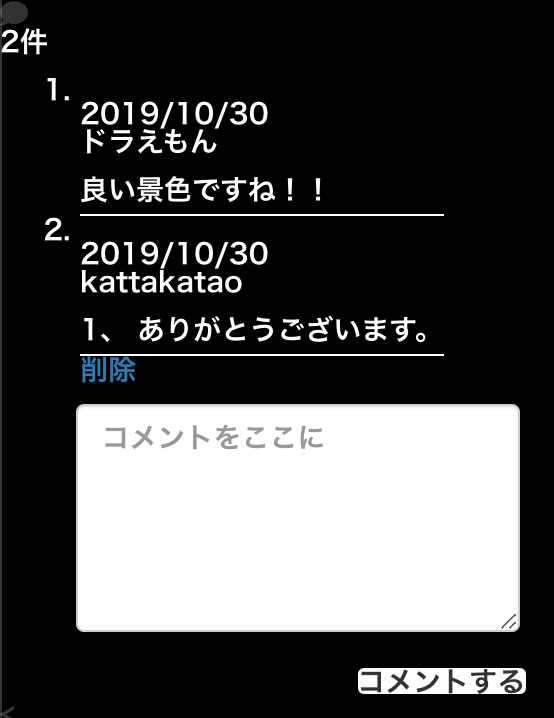 2件
1.
2019/10/30
ドラえもん
良い景色ですね！！
2.
2019/10/30
kattakatao
1、 ありがとうございます。
削除
コメントをここに
コメントする